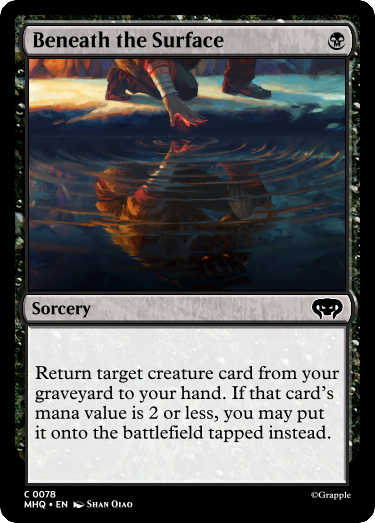 Beneath the Surface
Sorcery
Return target creature card from your
graveyard to your hand. If that card's
mana value is 2 or less, you may put
it onto the battlefield tapped instead.
C 0078
MHQ • EN Shan Qiao
©Grapple